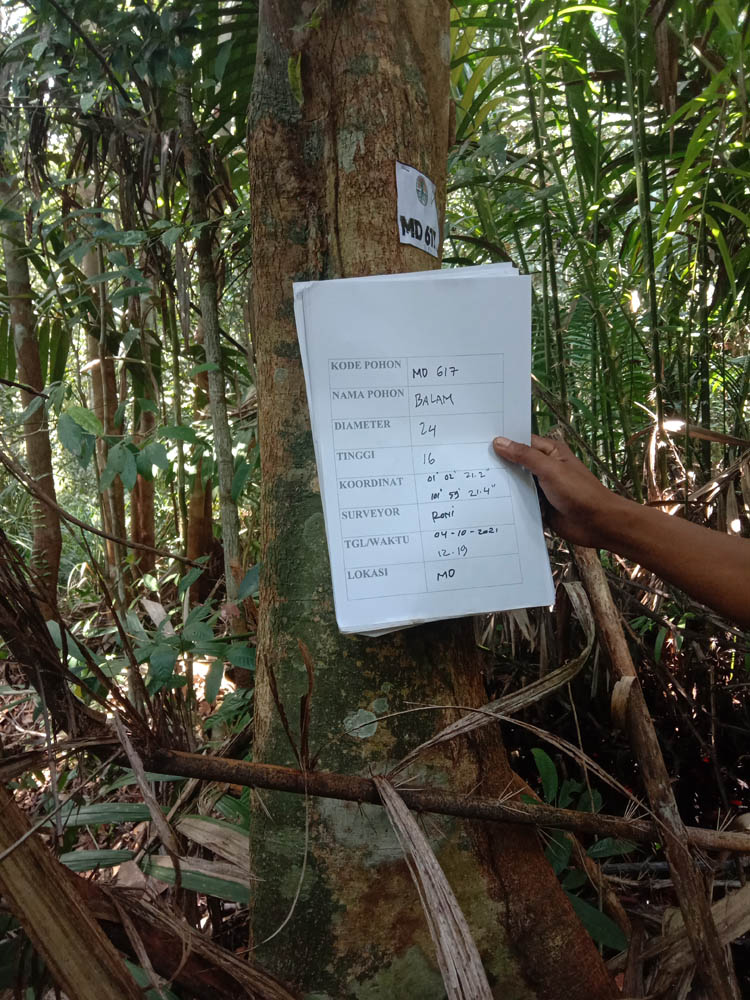 MD 617
KODE POHON MD 617
NAMA POHON BALAM
DIAMETER 24
TINGGI 16
KOORDINAT 01° 02' 21.2"
101° 59' 21.4"
SURVEYOR RONI
TGL/WAKTU 04-10-2021
12.19
LOKASI MD